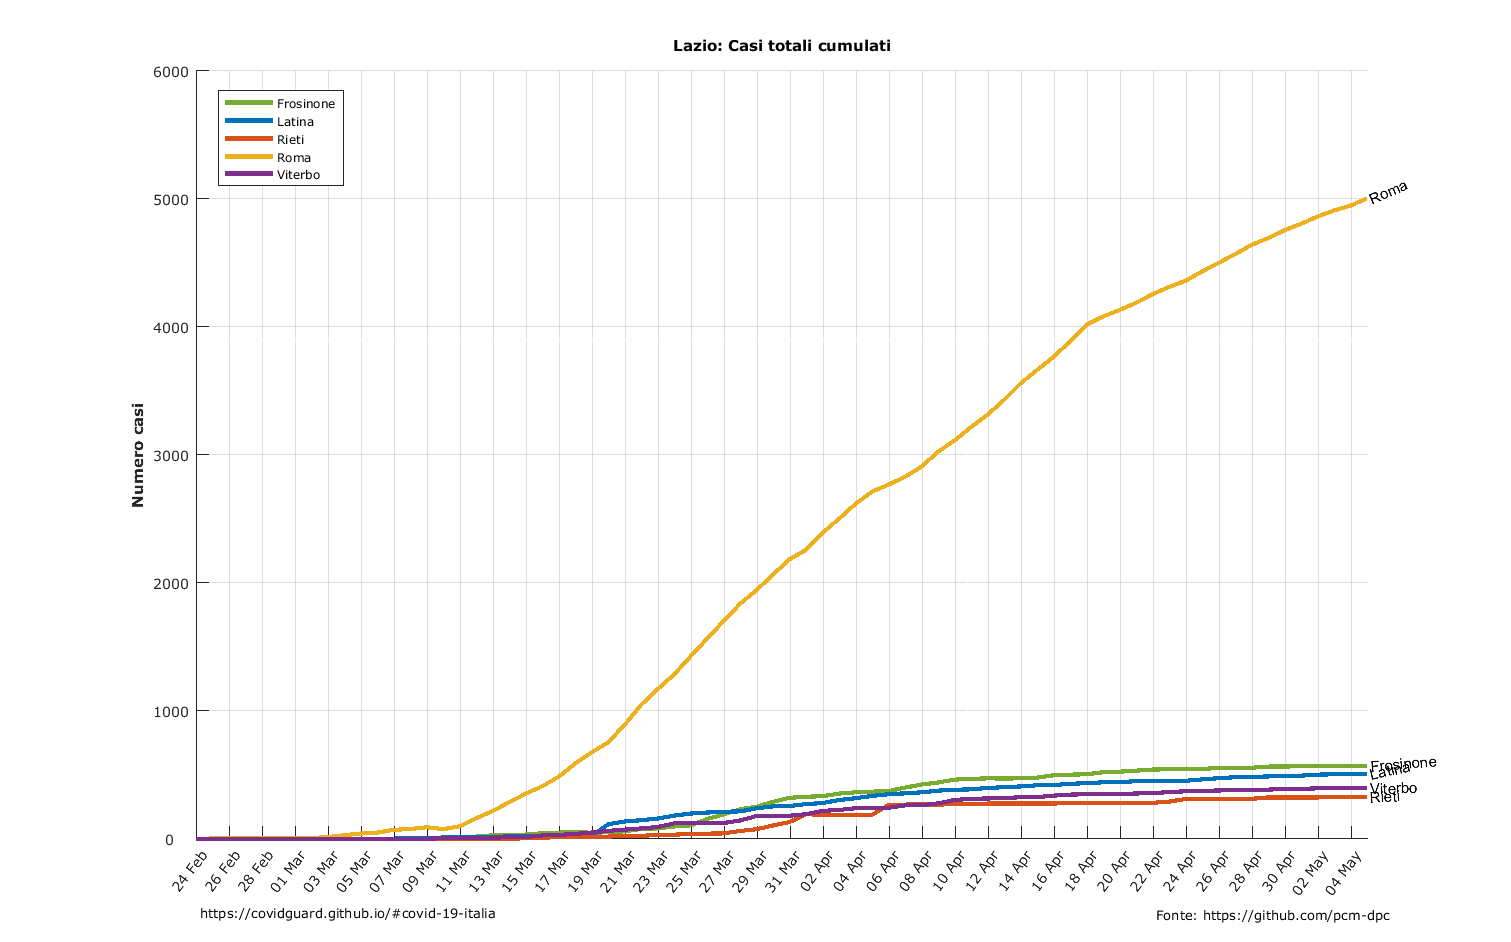 Lazio: Casi totali cumulati
6000
5000
4000
3000
2000
1000
0
Numero casi
Frosinone
Latina
Rieti
Roma
Viterbo
Roma
Frosinone
Latina
Viterbo
Rieti
24 Feb
26 Feb
28 Feb
01 Mar
03 Mar
05 Mar
07 Mar
09 Mar
11 Mar
13 Mar
15 Mar
17 Mar
19 Mar
21 Mar
23 Mar
25 Mar
27 Mar
29 Mar
31 Mar
02 Apr
04 Apr
06 Apr
08 Apr
10 Apr
12 Apr
14 Apr
16 Apr
18 Apr
20 Apr
22 Apr
24 Apr
26 Apr
28 Apr
30 Apr
02 May
04 May
https://covidguard.github.io/#covid-19-italia
Fonte: https://github.com/pcm-dpc